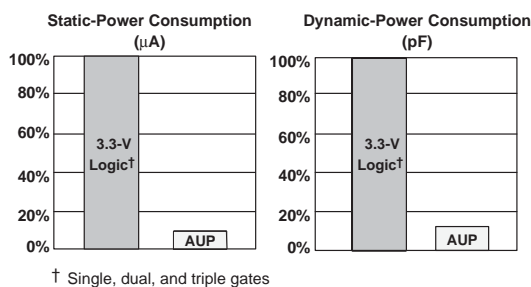 Static-Power Consumption
(μA)
100%
80%
60%
40%
20%
0%
3.3-V
Logic†
AUP
Dynamic-Power Consumption
(pF)
100%
80%
60%
40%
20%
0%
3.3-V
Logic†
AUP
† Single, dual, and triple gates